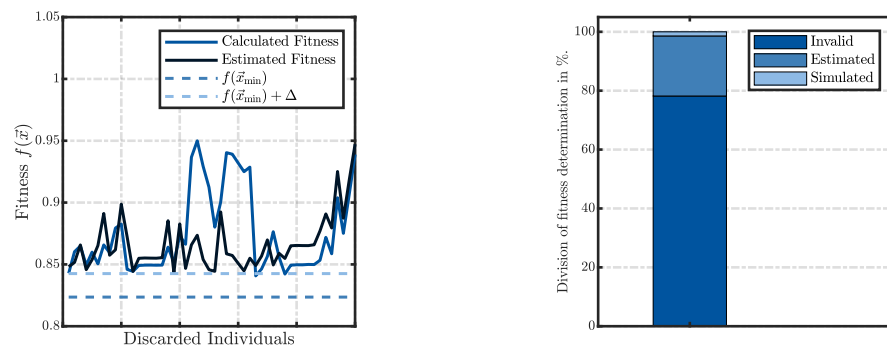 1.05
1
0.95
0.9
0.85
0.8
Fitness f(x⃗)
Discarded Individuals
Calculated Fitness
Estimated Fitness
f(x⃗min)
f(x⃗min) + Δ
100
80
60
40
20
0
Division of fitness determination in %.
Invalid
Estimated
Simulated